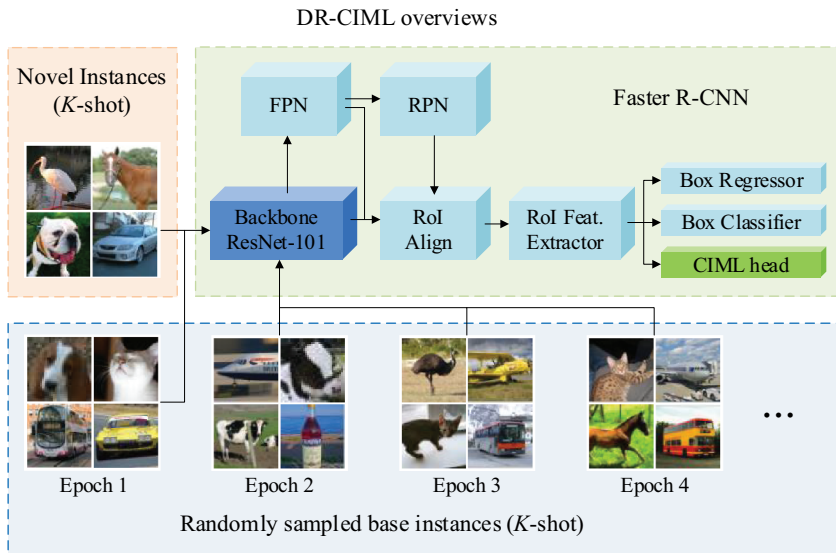 DR-CIML overviews
Novel Instances
(K-shot)
FPN
RPN
Faster R-CNN
Backbone
ResNet-101
RoI
Align
RoI Feat.
Extractor
Box Regressor
Box Classifier
CIML head
Epoch 1
Epoch 2
Epoch 3
Epoch 4
...
Randomly sampled base instances (K-shot)